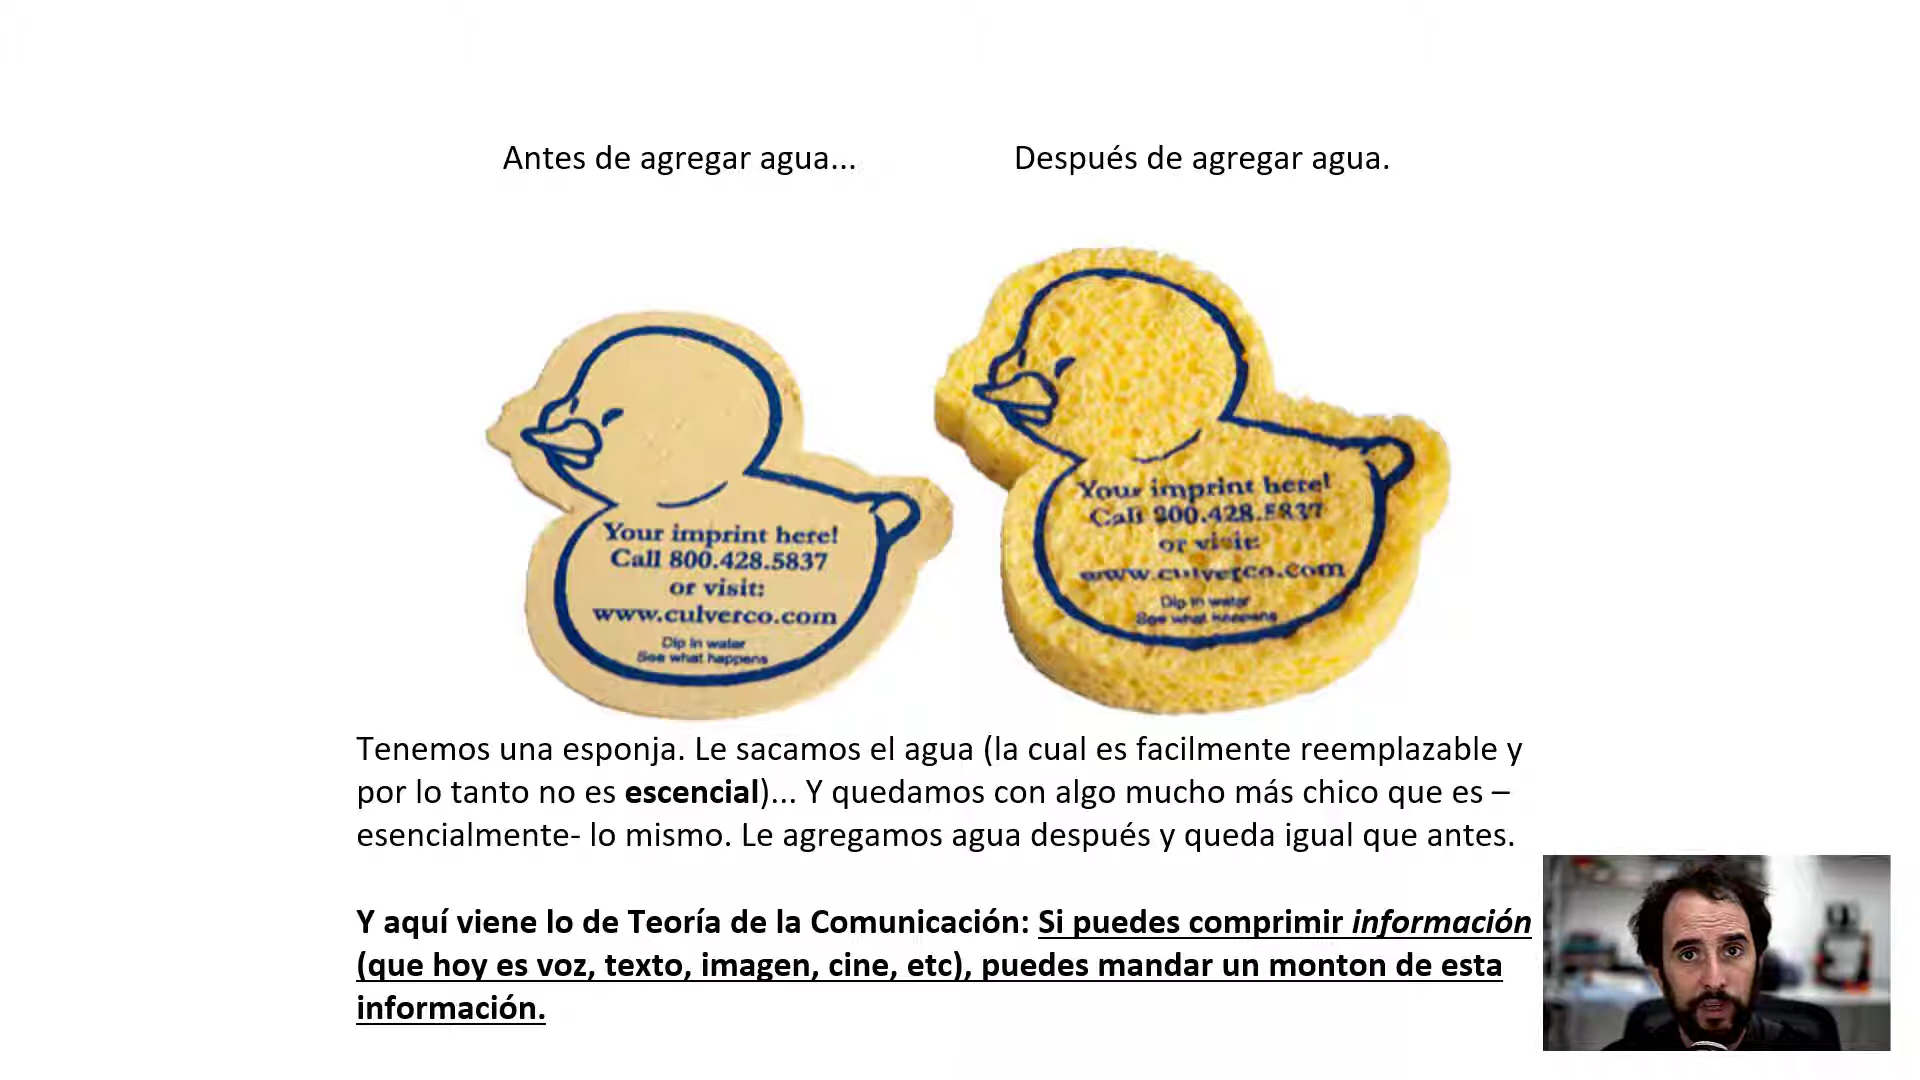 Antes de agregar agua...
Después de agregar agua.
Your imprint here!
Call 800.428.5837
or visit:
www.culverco.com
Dip in water
See what happens
Your imprint here!
Call 800.428.5837
or visit:
www.culverco.com
Dip in water
See what happens
Tenemos una esponja. Le sacamos el agua (la cual es facilmente reemplazable y
por lo tanto no es escencial)... Y quedamos con algo mucho más chico que es –
esencialmente- lo mismo. Le agregamos agua después y queda igual que antes.
Y aquí viene lo de Teoría de la Comunicación: Si puedes comprimir información
(que hoy es voz, texto, imagen, cine, etc), puedes mandar un monton de esta
información.